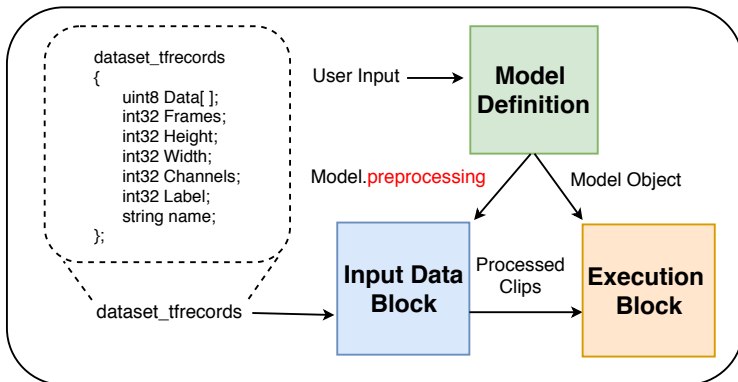 dataset_tfrecords
{
uint8 Data[ ];
int32 Frames;
int32 Height;
int32 Width;
int32 Channels;
int32 Label;
string name;
};
dataset_tfrecords
User Input
Model
Definition
Model.preprocessing
Model Object
Input Data
Block
Processed
Clips
Execution
Block